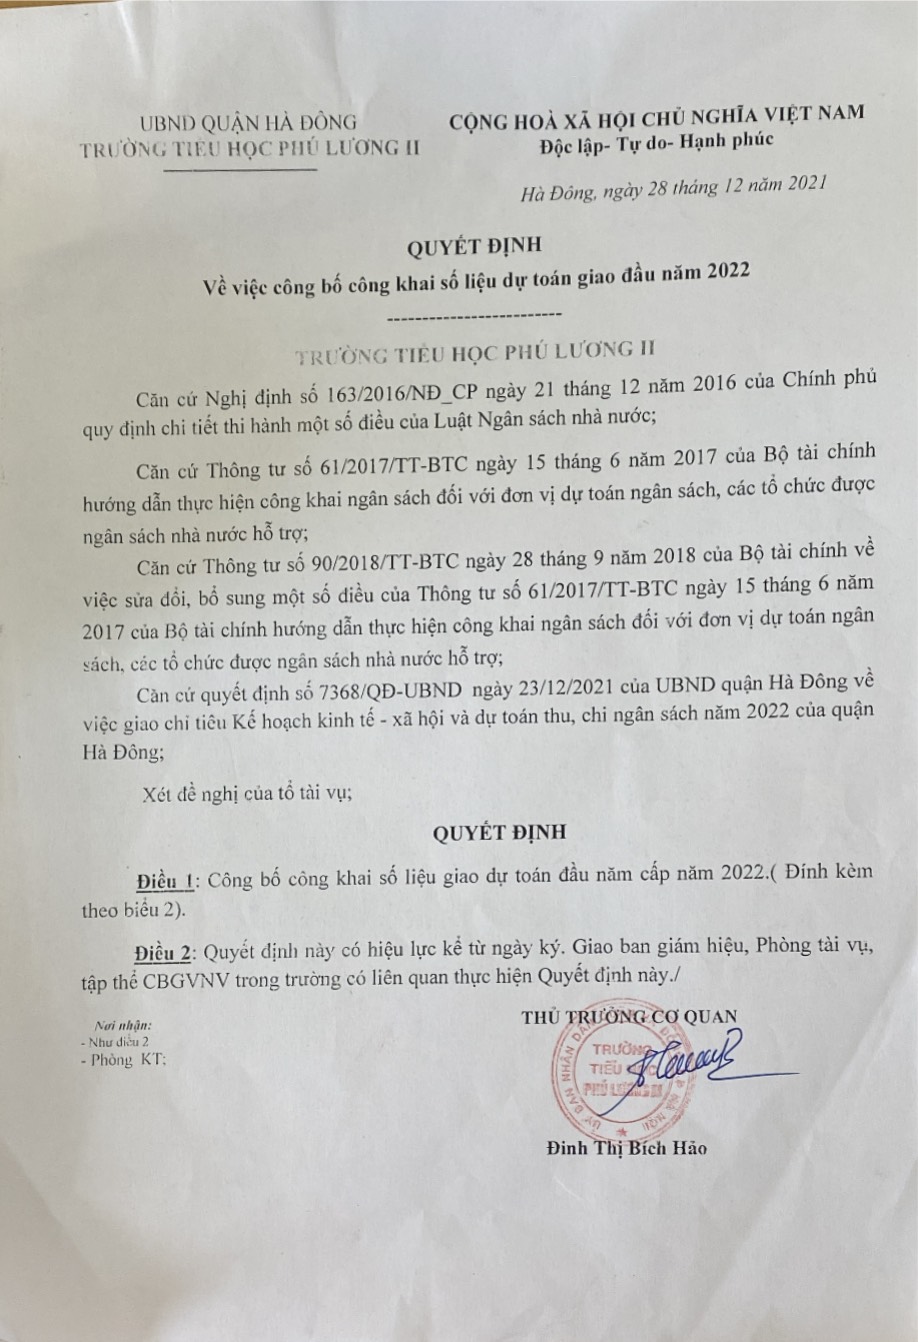 UBND QUẬN HÀ ĐÔNG
TRƯỜNG TIỂU HỌC PHÚ LƯƠNG II
CỘNG HOÀ XÃ HỘI CHỦ NGHĨA VIỆT NAM
Độc lập- Tự do- Hạnh phúc
Hà Đông, ngày 28 tháng 12 năm 2021
QUYẾT ĐỊNH
Về việc công bố công khai số liệu dự toán giao đầu năm 2022
-------------------------
TRƯỜNG TIỂU HỌC PHÚ LƯƠNG II
Căn cứ Nghị định số 163/2016/NĐ_CP ngày 21 tháng 12 năm 2016 của Chính phủ
quy định chi tiết thi hành một số điều của Luật Ngân sách nhà nước;
Căn cứ Thông tư số 61/2017/TT-BTC ngày 15 tháng 6 năm 2017 của Bộ tài chính
hướng dẫn thực hiện công khai ngân sách đối với đơn vị dự toán ngân sách, các tổ chức được
ngân sách nhà nước hỗ trợ;
Căn cứ Thông tư số 90/2018/TT-BTC ngày 28 tháng 9 năm 2018 của Bộ tài chính về
việc sửa đổi, bổ sung một số điều của Thông tư số 61/2017/TT-BTC ngày 15 tháng 6 năm
2017 của Bộ tài chính hướng dẫn thực hiện công khai ngân sách đối với đơn vị dự toán ngân
sách, các tổ chức được ngân sách nhà nước hỗ trợ;
Căn cứ quyết định số 7368/QĐ-UBND ngày 23/12/2021 của UBND quận Hà Đông về
việc giao chỉ tiêu Kế hoạch kinh tế - xã hội và dự toán thu, chi ngân sách năm 2022 của quận
Hà Đông;
Xét đề nghị của tổ tài vụ;
QUYẾT ĐỊNH
Điều 1: Công bố công khai số liệu giao dự toán đầu năm cấp năm 2022.( Đính kèm
theo biểu 2).
Điều 2: Quyết định này có hiệu lực kể từ ngày ký. Giao ban giám hiệu, Phòng tài vụ,
tập thể CBGVNV trong trường có liên quan thực hiện Quyết định này./
Nơi nhận:
- Như điều 2
- Phòng KT;
THỦ TRƯỞNG CƠ QUAN
TRƯỜNG
TIỂU HỌC
PHÚ LƯƠNG II
Đinh Thị Bích Hảo